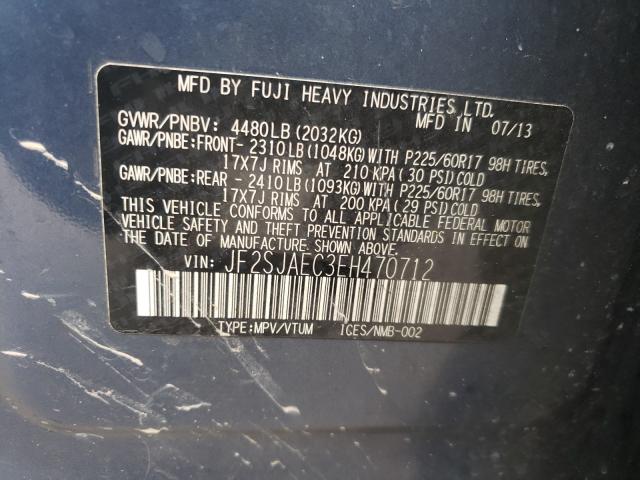 MFD BY FUJI HEAVY INDUSTRIES LTD.
MFD IN 07/13
GVWR/PNBV: 4480LB(2032KG)
GAWR/PNBE:FRONT- 2310LB(1048KG)WITH P225/60R17 98H TIRES,
17X7J RIMS AT 210 KPA(30 PSI)COLD
GAWR/PNBE:REAR - 2410LB(1093KG)WITH P225/60R17 98H TIRES,
17X7J RIMS AT 200 KPA(29 PSI)COLD
THIS VEHICLE CONFORMS TO ALL APPLICABLE FEDERAL MOTOR
VEHICLE SAFETY AND THEFT PREVENTION STANDARDS IN EFFECT ON
THE DATE OF MANUFACTURE SHOWN ABOVE.
VIN: JF2SJAEC3EH470712
TYPE:MPV/VTUM ICES/NMB-002